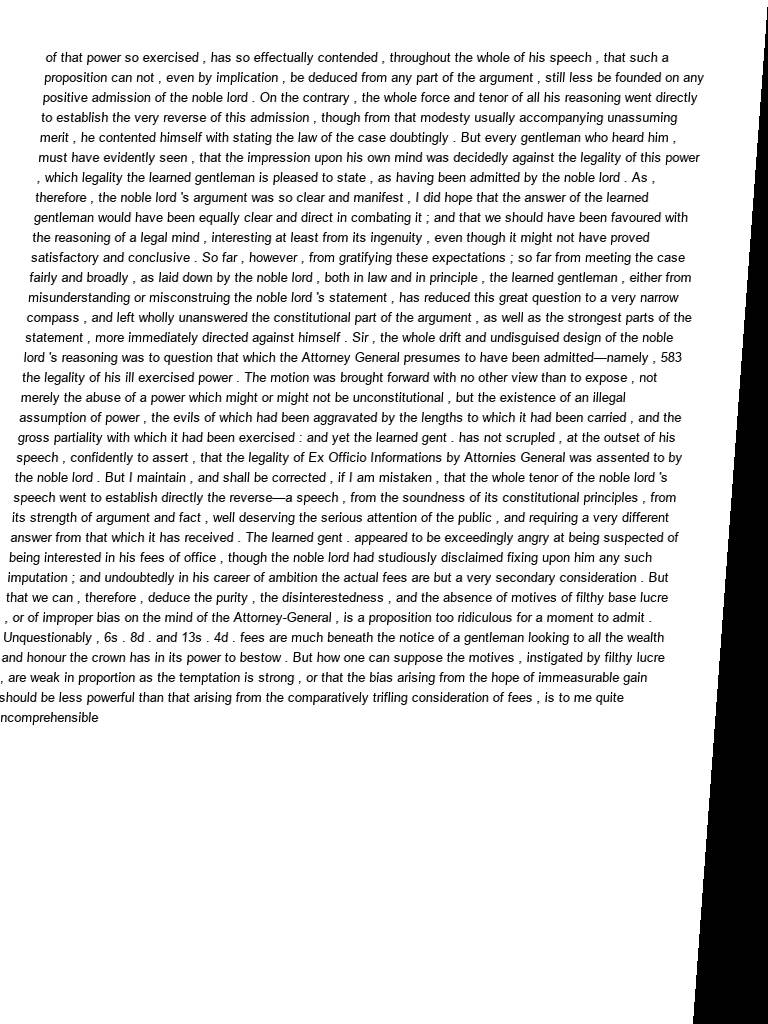 of that power so exercised , has so effectually contended , throughout the whole of his speech , that such a
proposition can not , even by implication , be deduced from any part of the argument , still less be founded on any
positive admission of the noble lord . On the contrary , the whole force and tenor of all his reasoning went directly
to establish the very reverse of this admission , though from that modesty usually accompanying unassuming
merit , he contented himself with stating the law of the case doubtingly . But every gentleman who heard him ,
must have evidently seen , that the impression upon his own mind was decidedly against the legality of this power
, which legality the learned gentleman is pleased to state , as having been admitted by the noble lord . As ,
therefore , the noble lord 's argument was so clear and manifest , I did hope that the answer of the learned
gentleman would have been equally clear and direct in combating it ; and that we should have been favoured with
the reasoning of a legal mind , interesting at least from its ingenuity , even though it might not have proved
satisfactory and conclusive . So far , however , from gratifying these expectations ; so far from meeting the case
fairly and broadly , as laid down by the noble lord , both in law and in principle , the learned gentleman , either from
misunderstanding or misconstruing the noble lord 's statement , has reduced this great question to a very narrow
compass , and left wholly unanswered the constitutional part of the argument , as well as the strongest parts of the
statement , more immediately directed against himself . Sir , the whole drift and undisguised design of the noble
lord 's reasoning was to question that which the Attorney General presumes to have been admitted—namely , 583
the legality of his ill exercised power . The motion was brought forward with no other view than to expose , not
merely the abuse of a power which might or might not be unconstitutional , but the existence of an illegal
assumption of power , the evils of which had been aggravated by the lengths to which it had been carried , and the
gross partiality with which it had been exercised : and yet the learned gent . has not scrupled , at the outset of his
speech , confidently to assert , that the legality of Ex Officio Informations by Attornies General was assented to by
the noble lord . But I maintain , and shall be corrected , if I am mistaken , that the whole tenor of the noble lord 's
speech went to establish directly the reverse—a speech , from the soundness of its constitutional principles , from
its strength of argument and fact , well deserving the serious attention of the public , and requiring a very different
answer from that which it has received . The learned gent . appeared to be exceedingly angry at being suspected of
being interested in his fees of office , though the noble lord had studiously disclaimed fixing upon him any such
imputation ; and undoubtedly in his career of ambition the actual fees are but a very secondary consideration . But
that we can , therefore , deduce the purity , the disinterestedness , and the absence of motives of filthy base lucre
, or of improper bias on the mind of the Attorney-General , is a proposition too ridiculous for a moment to admit .
Unquestionably , 6s . 8d . and 13s . 4d . fees are much beneath the notice of a gentleman looking to all the wealth
and honour the crown has in its power to bestow . But how one can suppose the motives , instigated by filthy lucre
, are weak in proportion as the temptation is strong , or that the bias arising from the hope of immeasurable gain
should be less powerful than that arising from the comparatively trifling consideration of fees , is to me quite
ncomprehensible